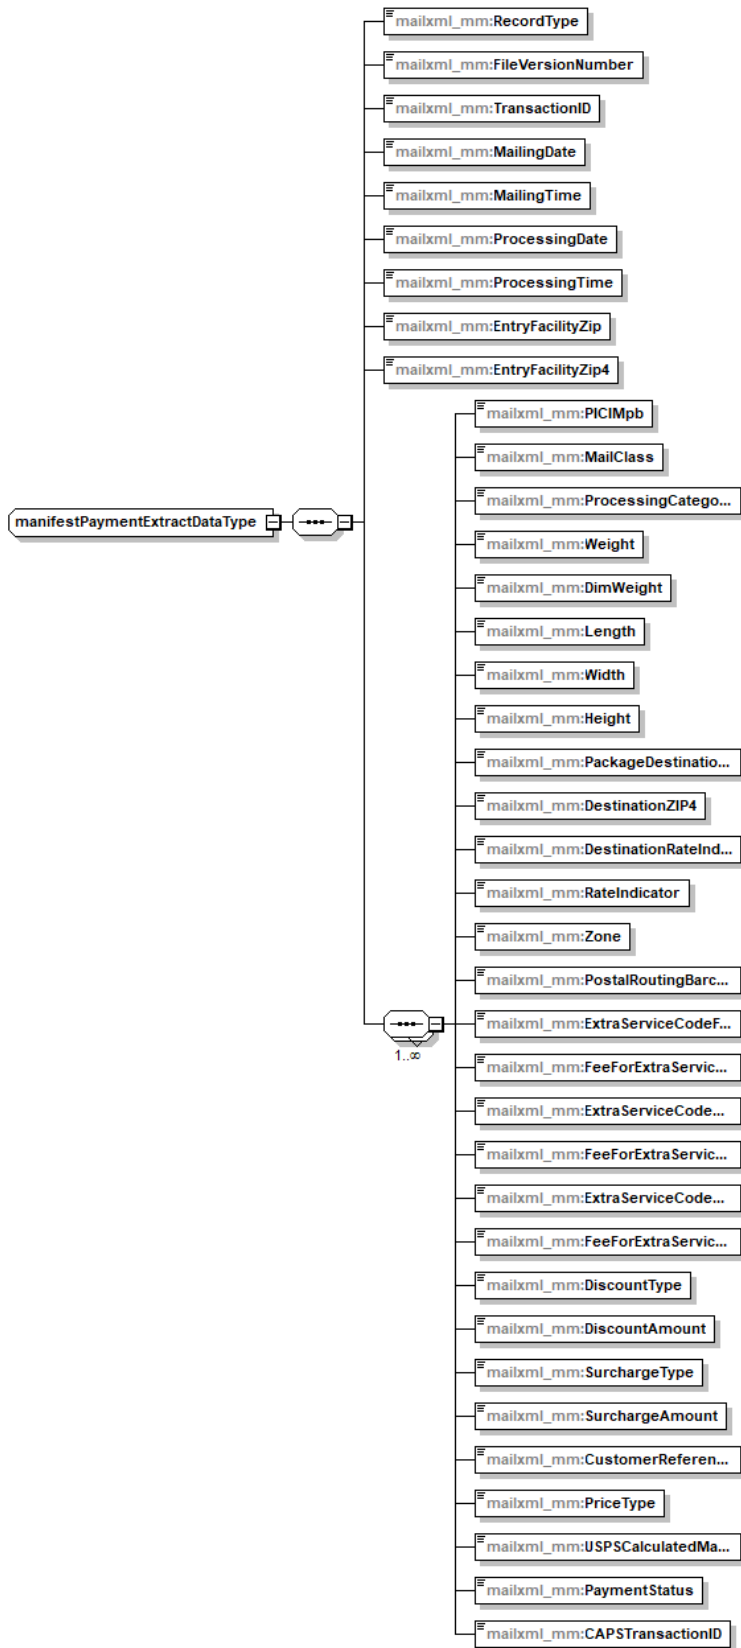 mailxml_mm:RecordType
mailxml_mm:FileVersionNumber
mailxml_mm:TransactionID
mailxml_mm:MailingDate
mailxml_mm:MailingTime
mailxml_mm:ProcessingDate
mailxml_mm:ProcessingTime
mailxml_mm:EntryFacilityZip
mailxml_mm:EntryFacilityZip4
manifestPaymentExtractDataType
1..∞
mailxml_mm:PICIMpb
mailxml_mm:MailClass
mailxml_mm:ProcessingCatego...
mailxml_mm:Weight
mailxml_mm:DimWeight
mailxml_mm:Length
mailxml_mm:Width
mailxml_mm:Height
mailxml_mm:PackageDestinatio...
mailxml_mm:DestinationZIP4
mailxml_mm:DestinationRateInd...
mailxml_mm:RateIndicator
mailxml_mm:Zone
mailxml_mm:PostalRoutingBarc...
mailxml_mm:ExtraServiceCodeF...
mailxml_mm:FeeForExtraServic...
mailxml_mm:ExtraServiceCode...
mailxml_mm:FeeForExtraServic...
mailxml_mm:ExtraServiceCode...
mailxml_mm:FeeForExtraServic...
mailxml_mm:DiscountType
mailxml_mm:DiscountAmount
mailxml_mm:SurchargeType
mailxml_mm:SurchargeAmount
mailxml_mm:CustomerReferen...
mailxml_mm:PriceType
mailxml_mm:USPSCalculatedMa...
mailxml_mm:PaymentStatus
mailxml_mm:CAPSTransactionID